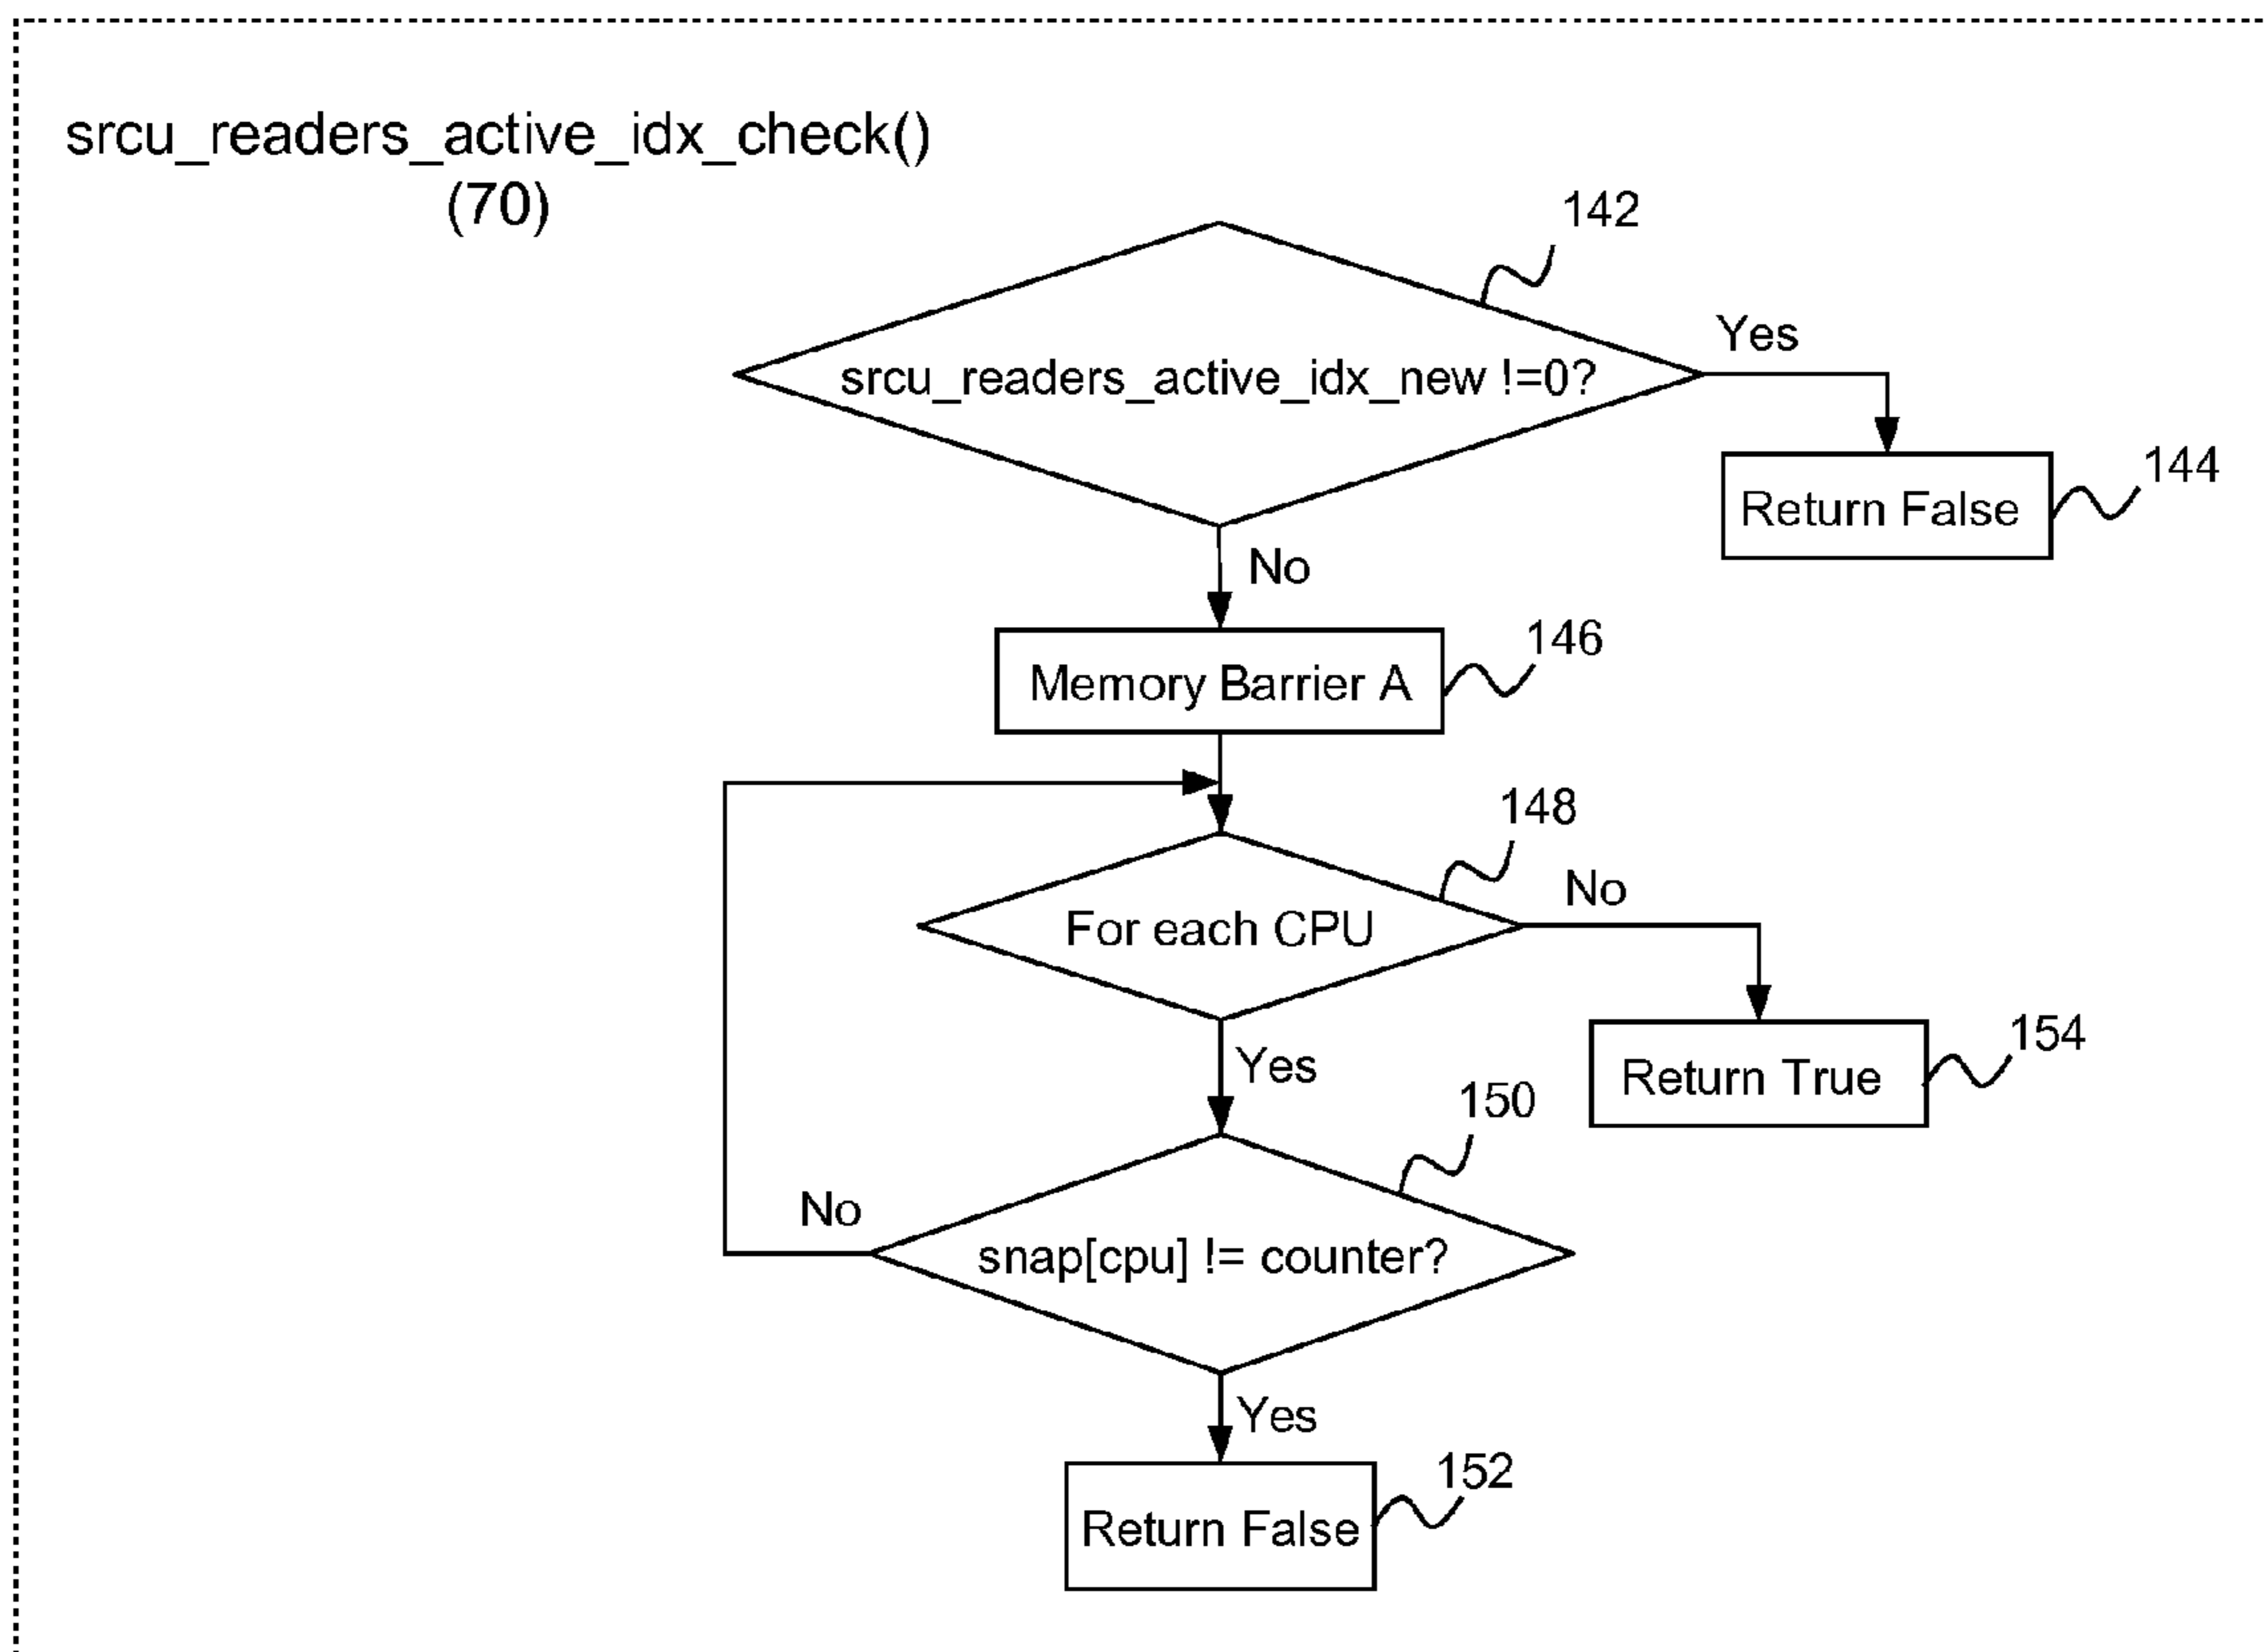 srcu_readers_active_idx_check()
(70)
142
srcu_readers_active_idx_new !=0?
Yes
144
Return False
No
146
Memory Barrier A
148
For each CPU
No
154
Return True
Yes
150
snap[cpu] != counter?
No
Yes
152
Return False